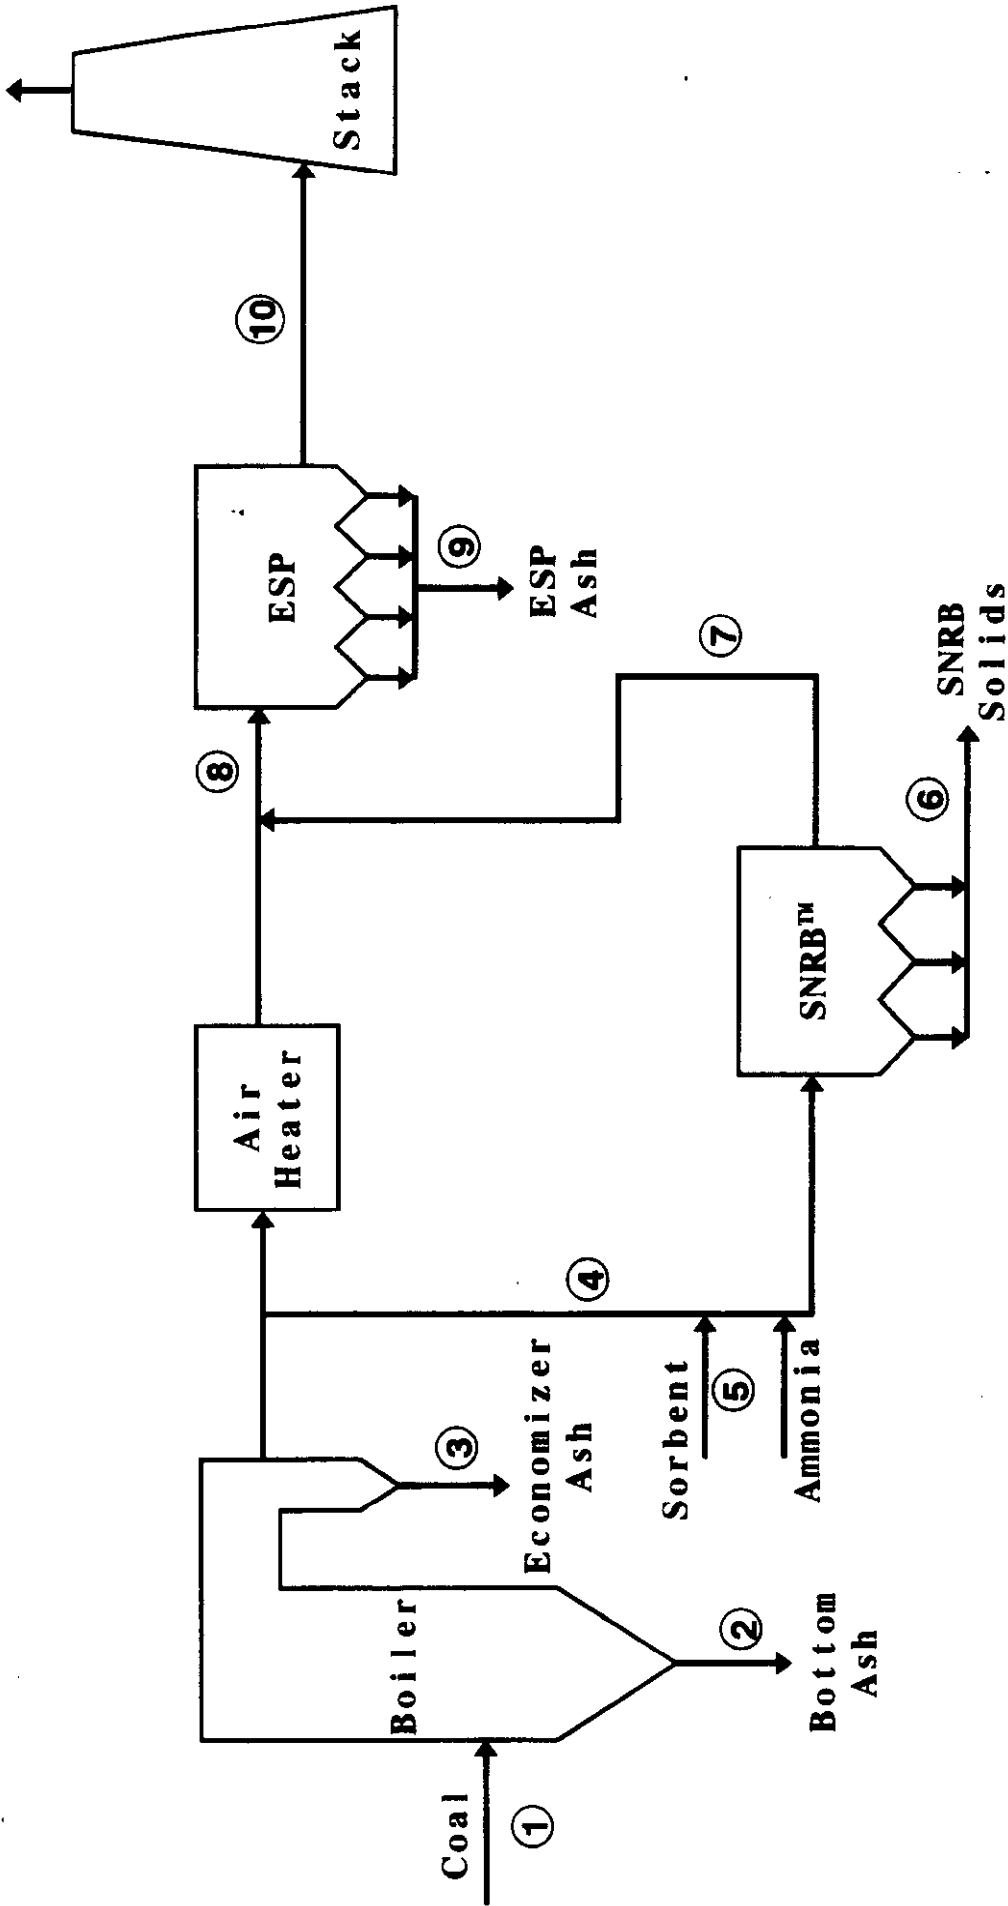 Coal
1
Boiler
2
Bottom
Ash
3
Economizer
Ash
4
Sorbent
5
Ammonia
Air
Heater
SNRB™
6
SNRB
Solids
7
8
ESP
9
ESP
Ash
10
Stack